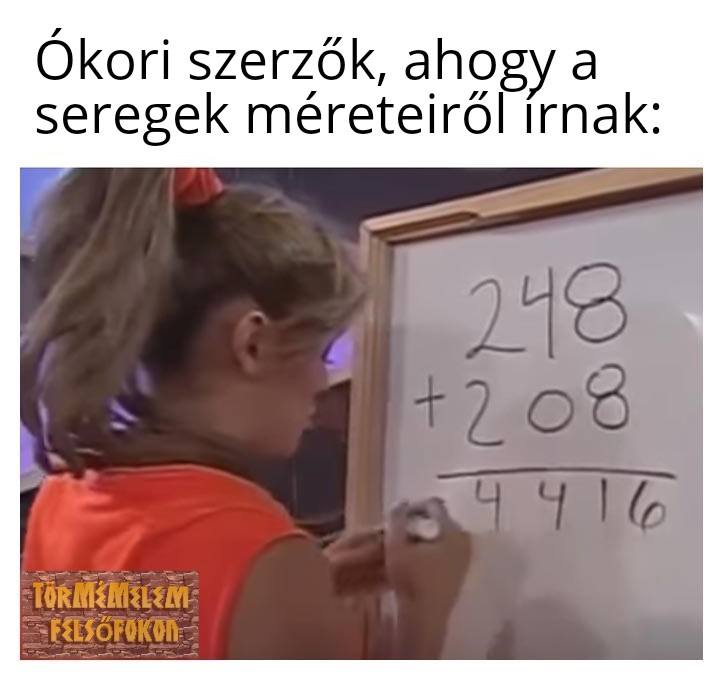 Ókori szerzők, ahogy a
seregek méreteiről írnak:
248
+208
4416
TÖRMÉMELEM
FELSŐFOKON